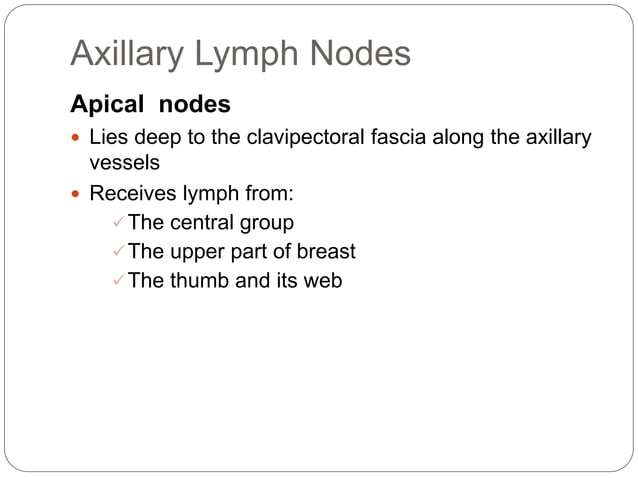 Axillary Lymph Nodes
Apical  nodes
• Lies deep to the clavipectoral fascia along the axillary
vessels
• Receives lymph from:
✓The central group
✓The upper part of breast
✓The thumb and its web